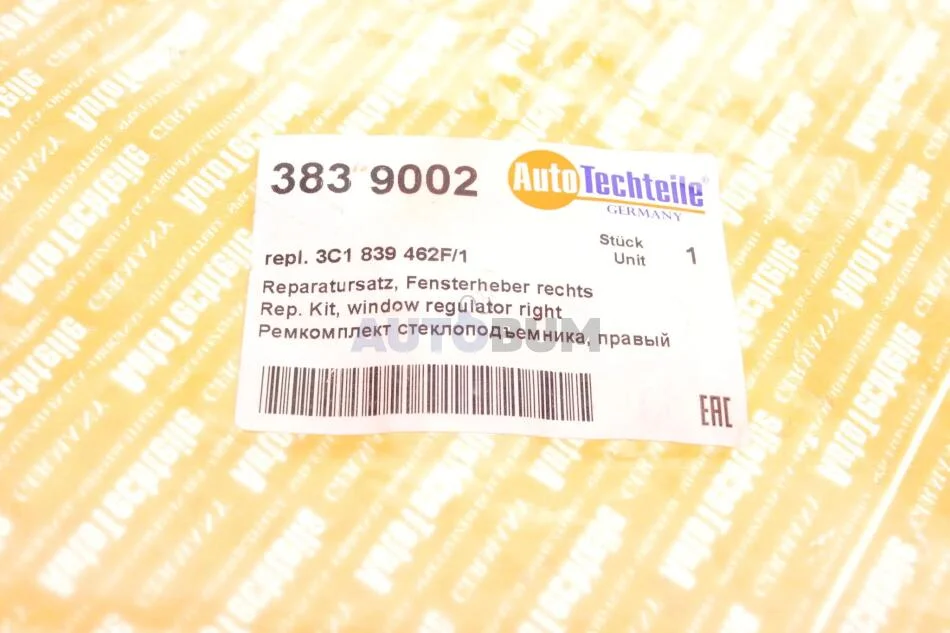 383 9002
AutoTechteile®
GERMANY
repl. 3C1 839 462F/1
Stück
Unit
1
Reparatursatz, Fensterheber rechts
Rep. Kit, window regulator right
Ремкомплект стеклоподъемника, правый
AUTOBUM
EAC